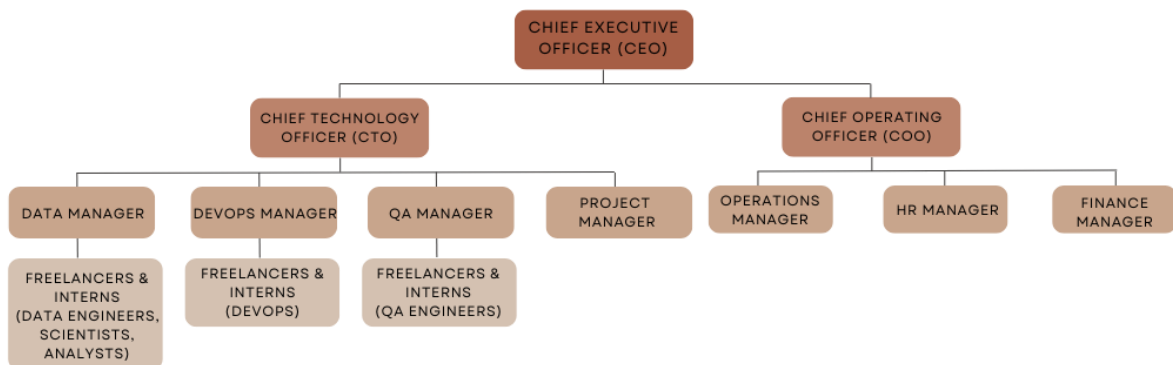 CHIEF EXECUTIVE
OFFICER (CEO)
CHIEF TECHNOLOGY
OFFICER (CTO)
CHIEF OPERATING
OFFICER (COO)
DATA MANAGER
DEVOPS MANAGER
QA MANAGER
PROJECT
MANAGER
OPERATIONS
MANAGER
HR MANAGER
FINANCE
MANAGER
FREELANCERS &
INTERNS
(DATA ENGINEERS,
SCIENTISTS,
ANALYSTS)
FREELANCERS &
INTERNS
(DEVOPS)
FREELANCERS &
INTERNS
(QA ENGINEERS)